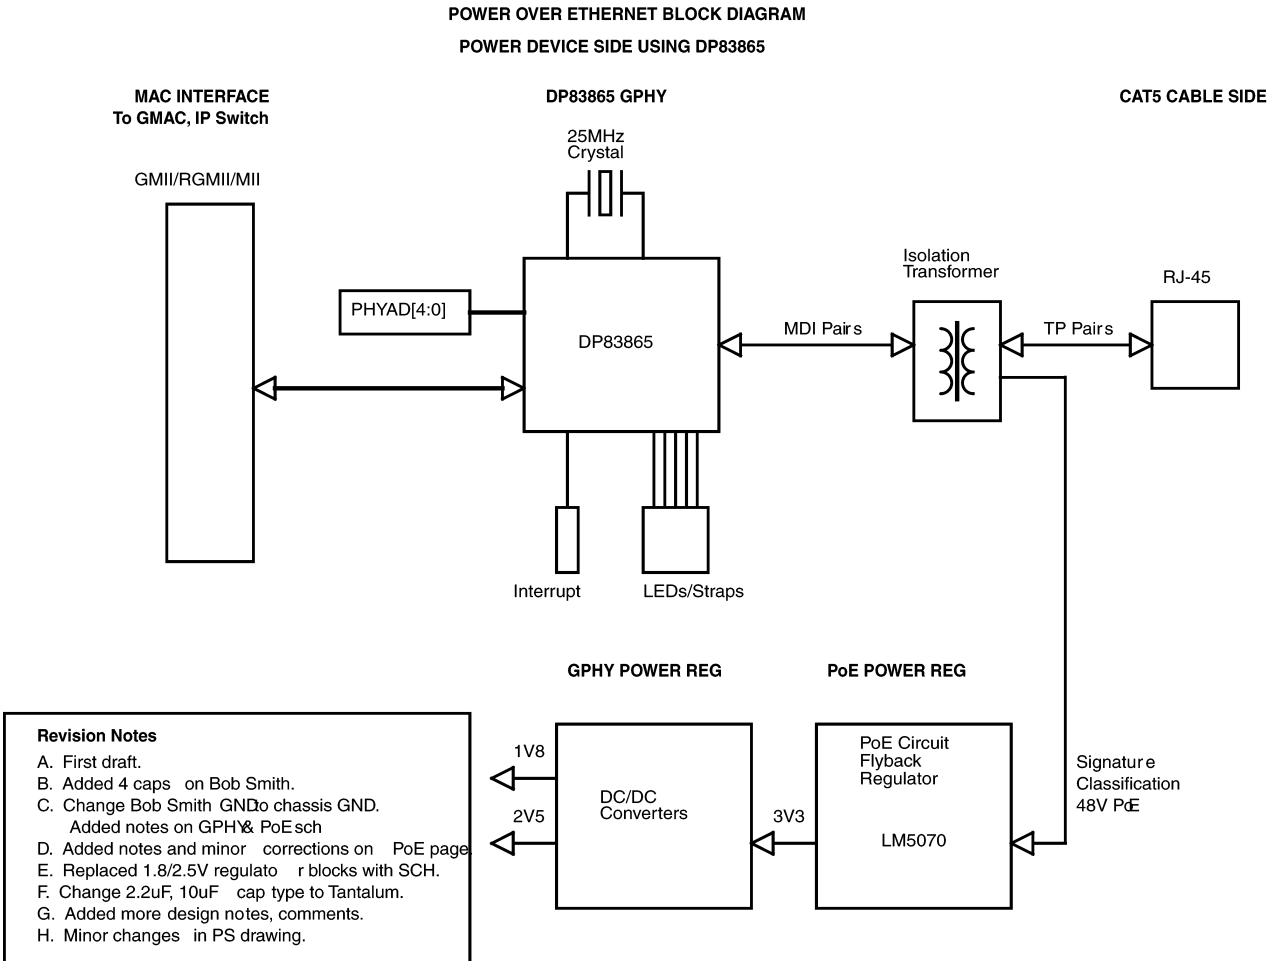 POWER OVER ETHERNET BLOCK DIAGRAM
POWER DEVICE SIDE USING DP83865
MAC INTERFACE
To GMAC, IP Switch
DP83865 GPHY
CAT5 CABLE SIDE
25MHz
Crystal
GMII/RGMII/MII
Isolation
Transformer
RJ-45
PHYAD[4:0]
DP83865
MDI Pairs
TP Pairs
Interrupt
LEDs/Straps
GPHY POWER REG
PoE POWER REG
1V8
2V5
DC/DC
Converters
3V3
PoE Circuit
Flyback
Regulator
LM5070
Signature
Classification
48V PoE
Revision Notes
A. First draft.
B. Added 4 caps on Bob Smith.
C. Change Bob Smith GND to chassis GND.
Added notes on GPHY & PoE sch
D. Added notes and minor corrections on PoE page.
E. Replaced 1.8/2.5V regulator blocks with SCH.
F. Change 2.2uF, 10uF cap type to Tantalum.
G. Added more design notes, comments.
H. Minor changes in PS drawing.